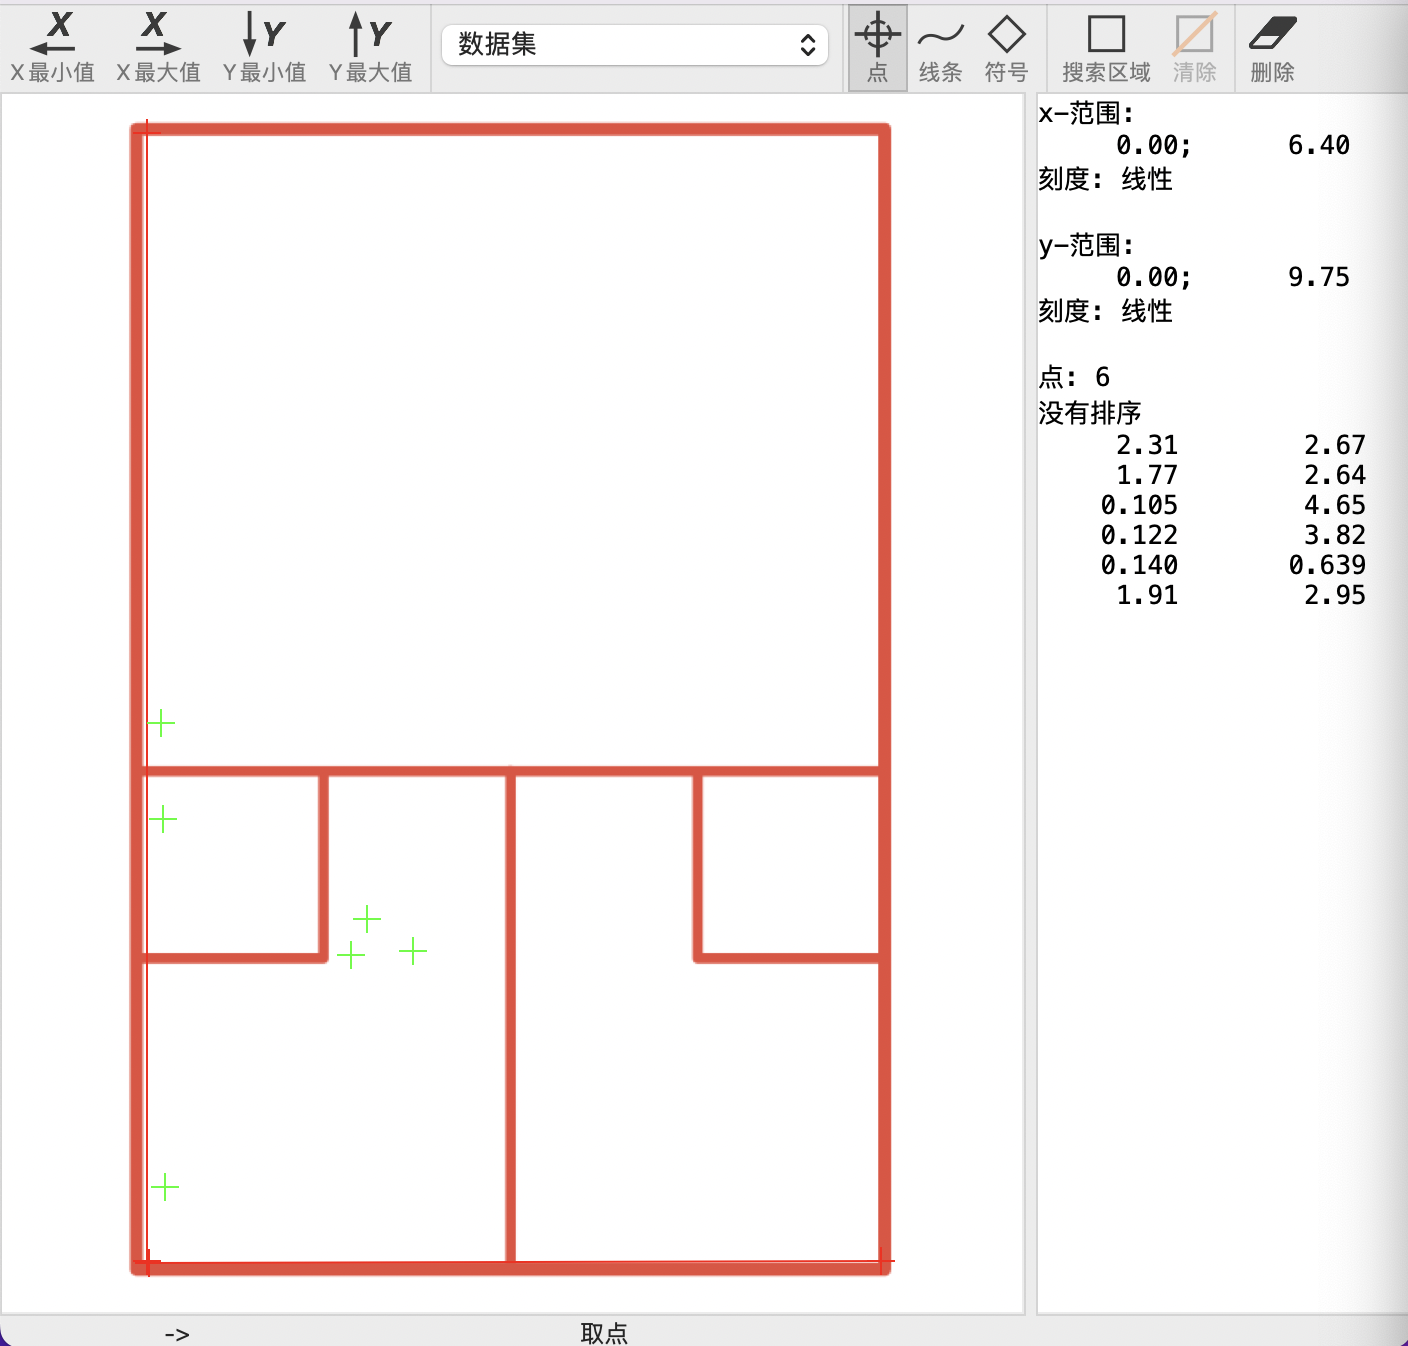 X X Y Y
X最小值 X最大值 Y最小值 Y最大值 数据集 点 线条 符号 搜索区域 清除 删除
x-范围:
0.00; 6.40
刻度: 线性
y-范围:
0.00; 9.75
刻度: 线性
点: 6
没有排序
2.31 2.67
1.77 2.64
0.105 4.65
0.122 3.82
0.140 0.639
1.91 2.95
-> 取点